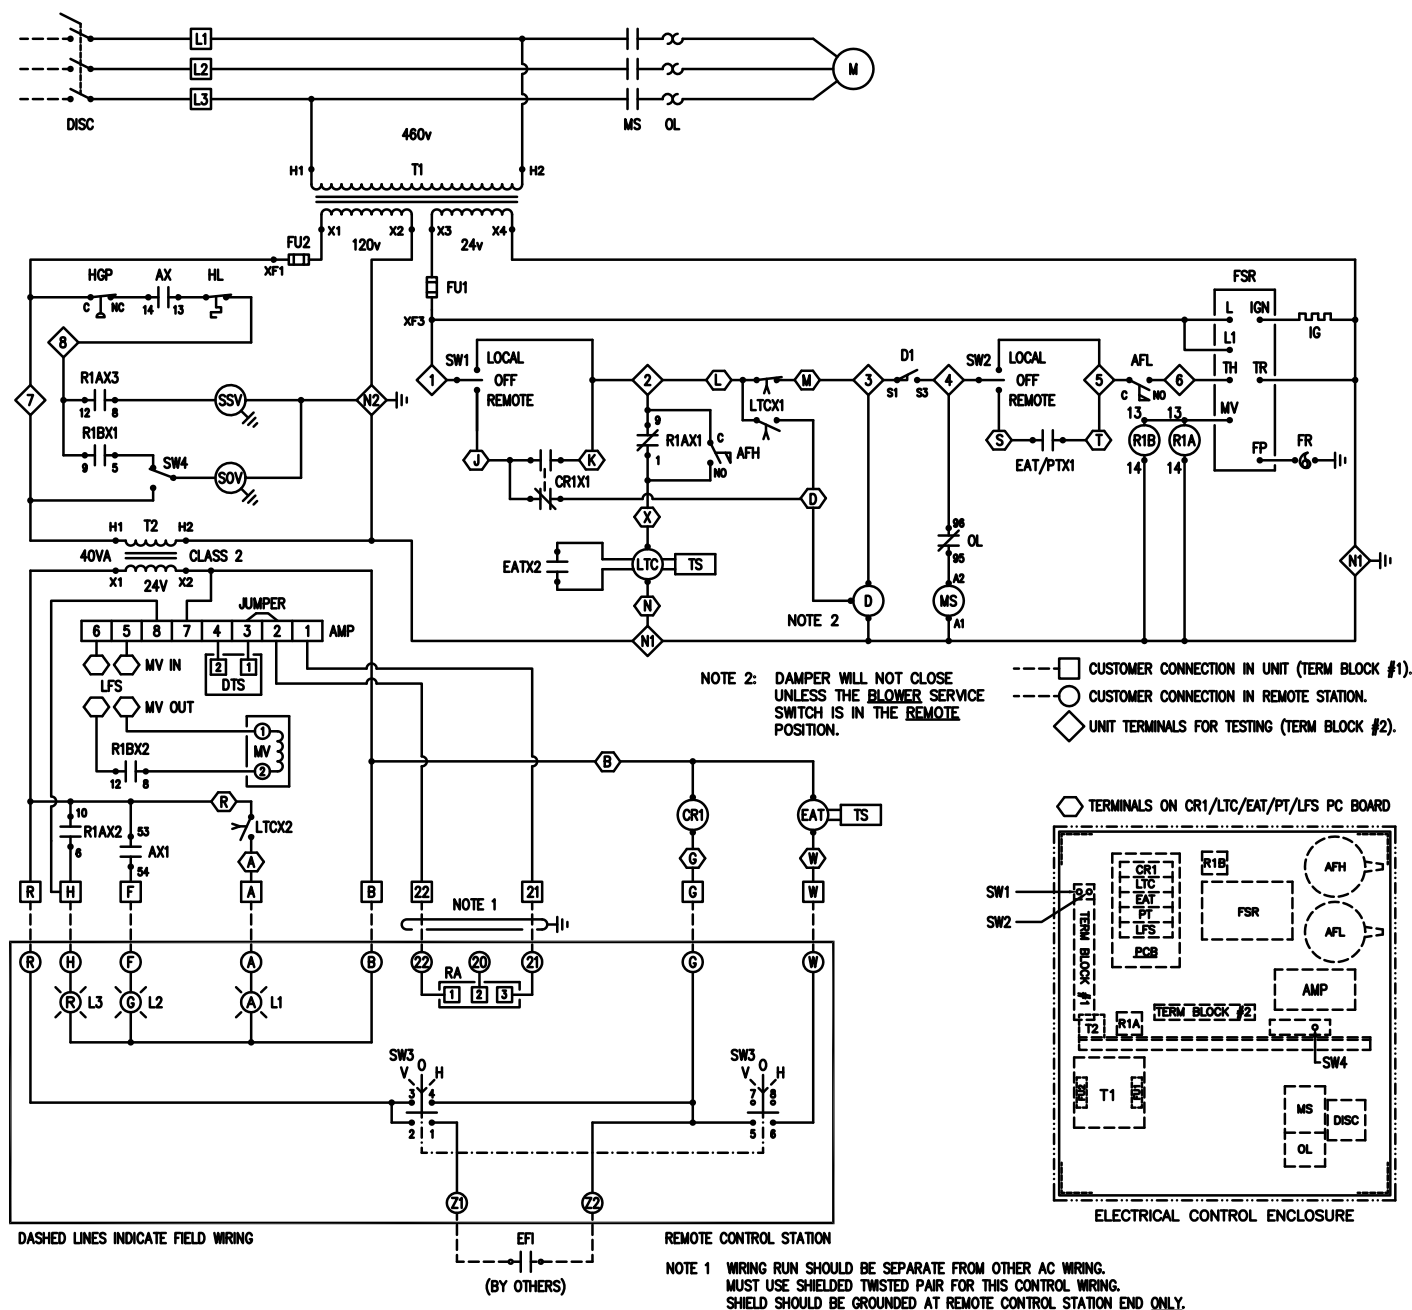 L1
L2
L3
M
DISC
MS OL
460v
H1 T1 H2
X1 X2 X3 X4
FU2 120v 24v
XF1
HGP AX HL
C NC 14 13
FU1
XF3
FSR
L IGN
IG
L1
TH TR
MV
FP FR
8
7
R1AX3
12 8
SSV
N2
R1BX1
9 5
SW4
SOV
1
SW1 LOCAL
OFF
REMOTE
2
L
M
LTCX1
3
D1
S1 S3
4
SW2 LOCAL
OFF
REMOTE
5
AFL
C NO
6
J K
CR1X1
9
R1AX1
1
C
AFH
NO
D
S T
EAT/PTX1
13 13
R1B R1A
14 14
X
EATX2
LTC TS
N
N1
96
OL
95
A2
D
MS
A1
N1
NOTE 2
H1 T2 H2
40VA CLASS 2
X1 24V X2
JUMPER
6 5 8 7 4 3 2 1 AMP
MV IN
2 1
DTS
LFS
MV OUT
1
MV
2
R1BX2
12 8
NOTE 2: DAMPER WILL NOT CLOSE
UNLESS THE BLOWER SERVICE
SWITCH IS IN THE REMOTE
POSITION.
CUSTOMER CONNECTION IN UNIT (TERM BLOCK #1).
CUSTOMER CONNECTION IN REMOTE STATION.
UNIT TERMINALS FOR TESTING (TERM BLOCK #2).
B
R
10
R1AX2
6
53
AX1
54
LTCX2
A
CR1
G
EAT TS
W
R H F A B 22 21 G W
NOTE 1
R H F A B 22 20 21 G W
RA
1 2 3
R L3 G L2 A L1
SW3
V O H
3 4
2 1
SW3
V O H
7 8
5 6
Z1 Z2
DASHED LINES INDICATE FIELD WIRING
REMOTE CONTROL STATION
EF1
(BY OTHERS)
NOTE 1 WIRING RUN SHOULD BE SEPARATE FROM OTHER AC WIRING.
MUST USE SHIELDED TWISTED PAIR FOR THIS CONTROL WIRING.
SHIELD SHOULD BE GROUNDED AT REMOTE CONTROL STATION END ONLY.
TERMINALS ON CR1/LTC/EAT/PT/LFS PC BOARD
SW1
SW2
CR1
LTC
EAT
PT
LFS
PCB
R1B
FSR
AFH
AFL
TERM BLOCK #1
AMP
T2
R1A
TERM BLOCK #2
SW4
FU2
T1
FU1
MS
OL
DISC
ELECTRICAL CONTROL ENCLOSURE